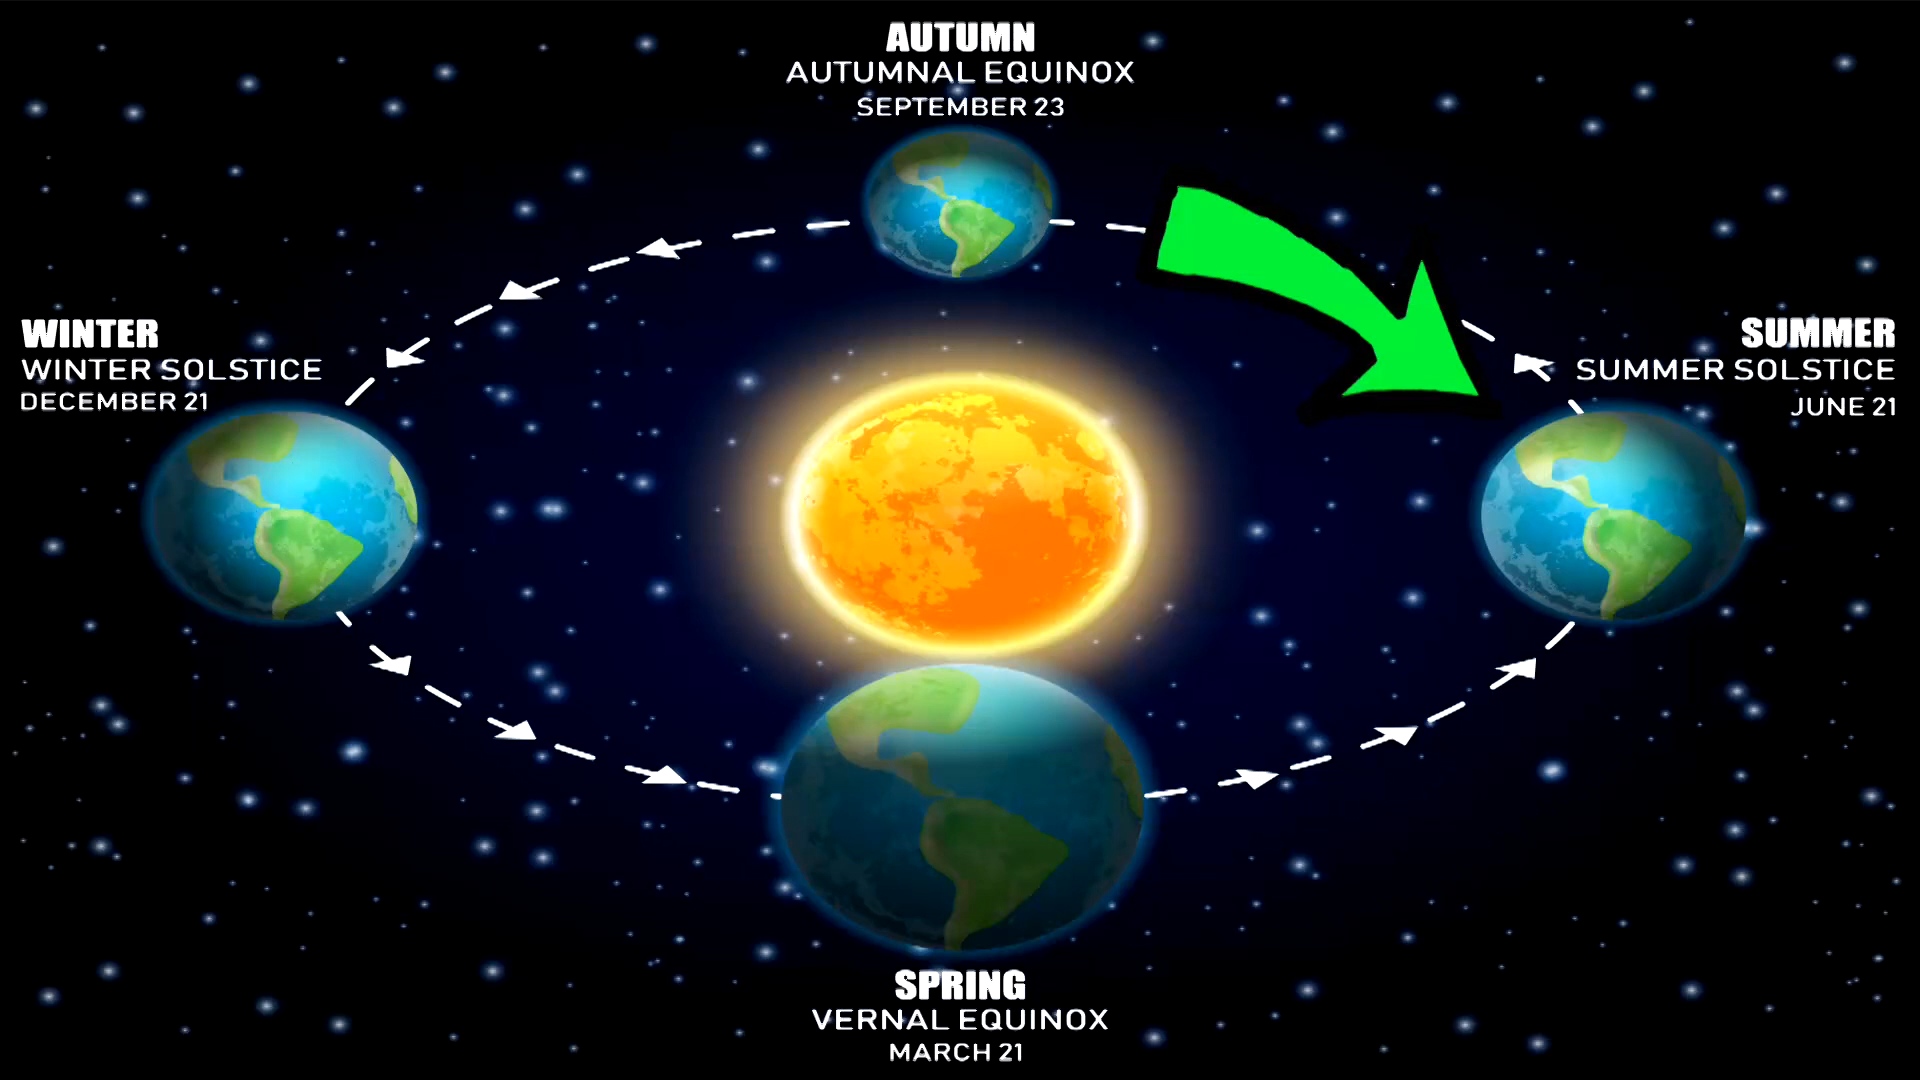 AUTUMN
AUTUMNAL EQUINOX
SEPTEMBER 23
WINTER
WINTER SOLSTICE
DECEMBER 21
SUMMER
SUMMER SOLSTICE
JUNE 21
SPRING
VERNAL EQUINOX
MARCH 21